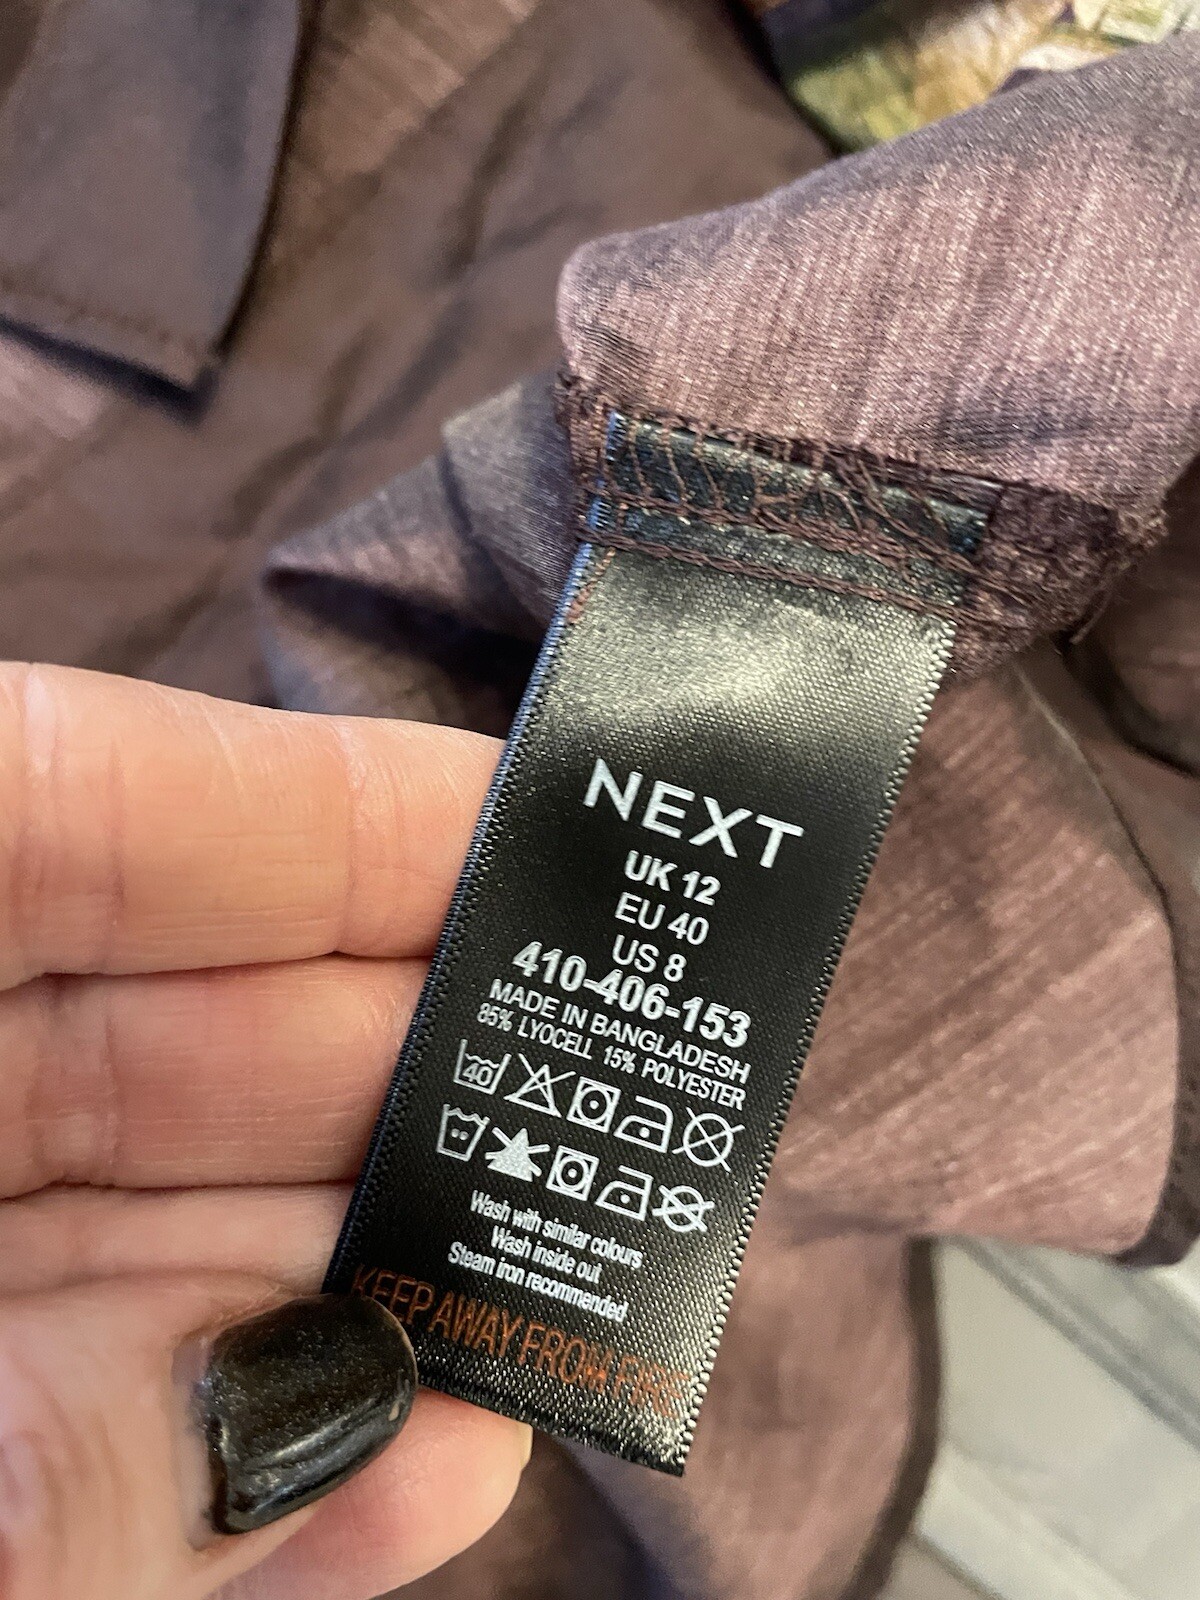 NEXT
UK 12
EU 40
US 8
410-406-153
MADE IN BANGLADESH
85% LYOCELL 15% POLYESTER
40
Wash with similar colours
Wash inside out
Steam iron recommended
KEEP AWAY FROM FIRE